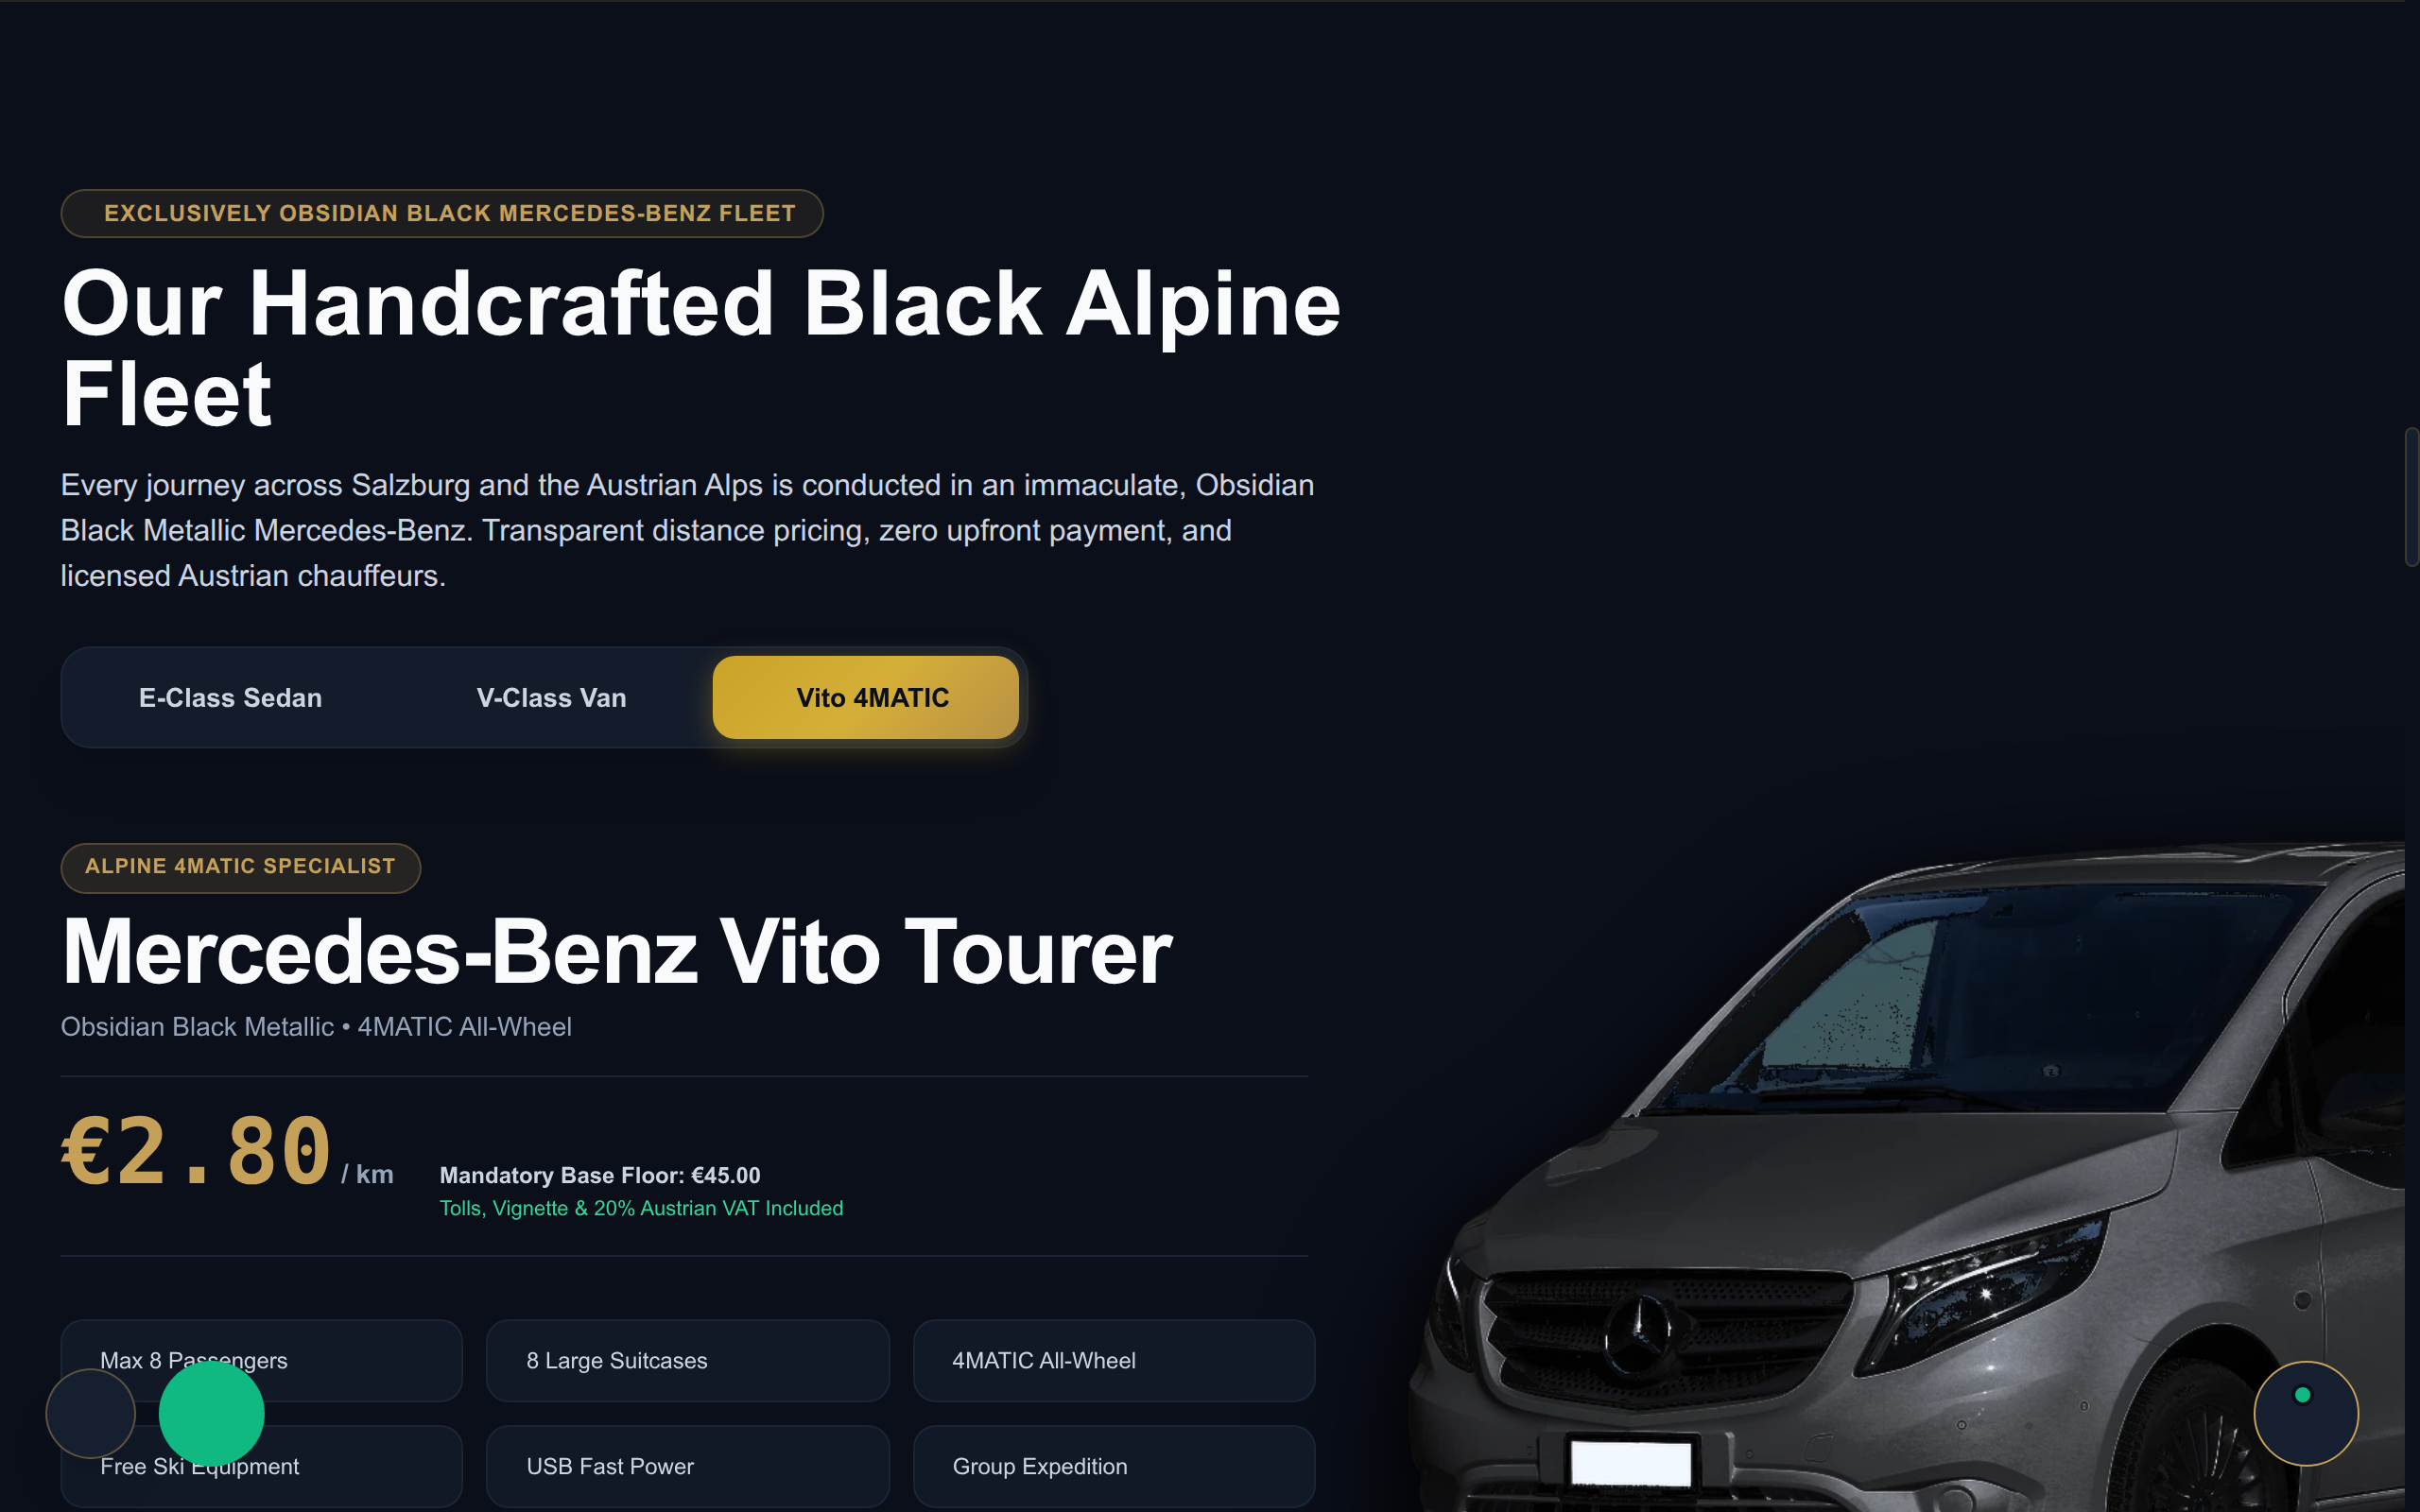 EXCLUSIVELY OBSIDIAN BLACK MERCEDES-BENZ FLEET
Our Handcrafted Black Alpine
Fleet
Every journey across Salzburg and the Austrian Alps is conducted in an immaculate, Obsidian
Black Metallic Mercedes-Benz. Transparent distance pricing, zero upfront payment, and
licensed Austrian chauffeurs.
E-Class Sedan V-Class Van Vito 4MATIC
ALPINE 4MATIC SPECIALIST
Mercedes-Benz Vito Tourer
Obsidian Black Metallic • 4MATIC All-Wheel
€2.80 / km
Mandatory Base Floor: €45.00
Tolls, Vignette & 20% Austrian VAT Included
Max 8 Passengers 8 Large Suitcases 4MATIC All-Wheel
Free Ski Equipment USB Fast Power Group Expedition